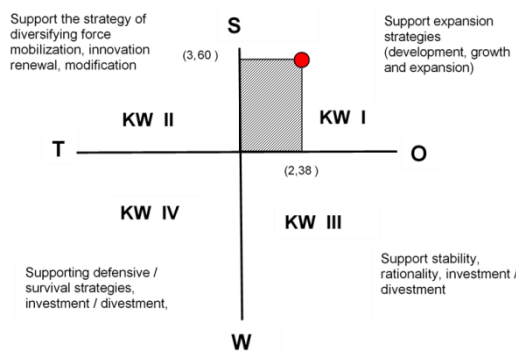 Support the strategy of
diversifying force
mobilization, innovation
renewal, modification
S
Support expansion
strategies
(development, growth
and expansion)
(3,60 )
KW II
KW I
T
O
(2,38 )
KW IV
KW III
Supporting defensive /
survival strategies,
investment / divestment,
Support stability,
rationality, investment /
divestment
W